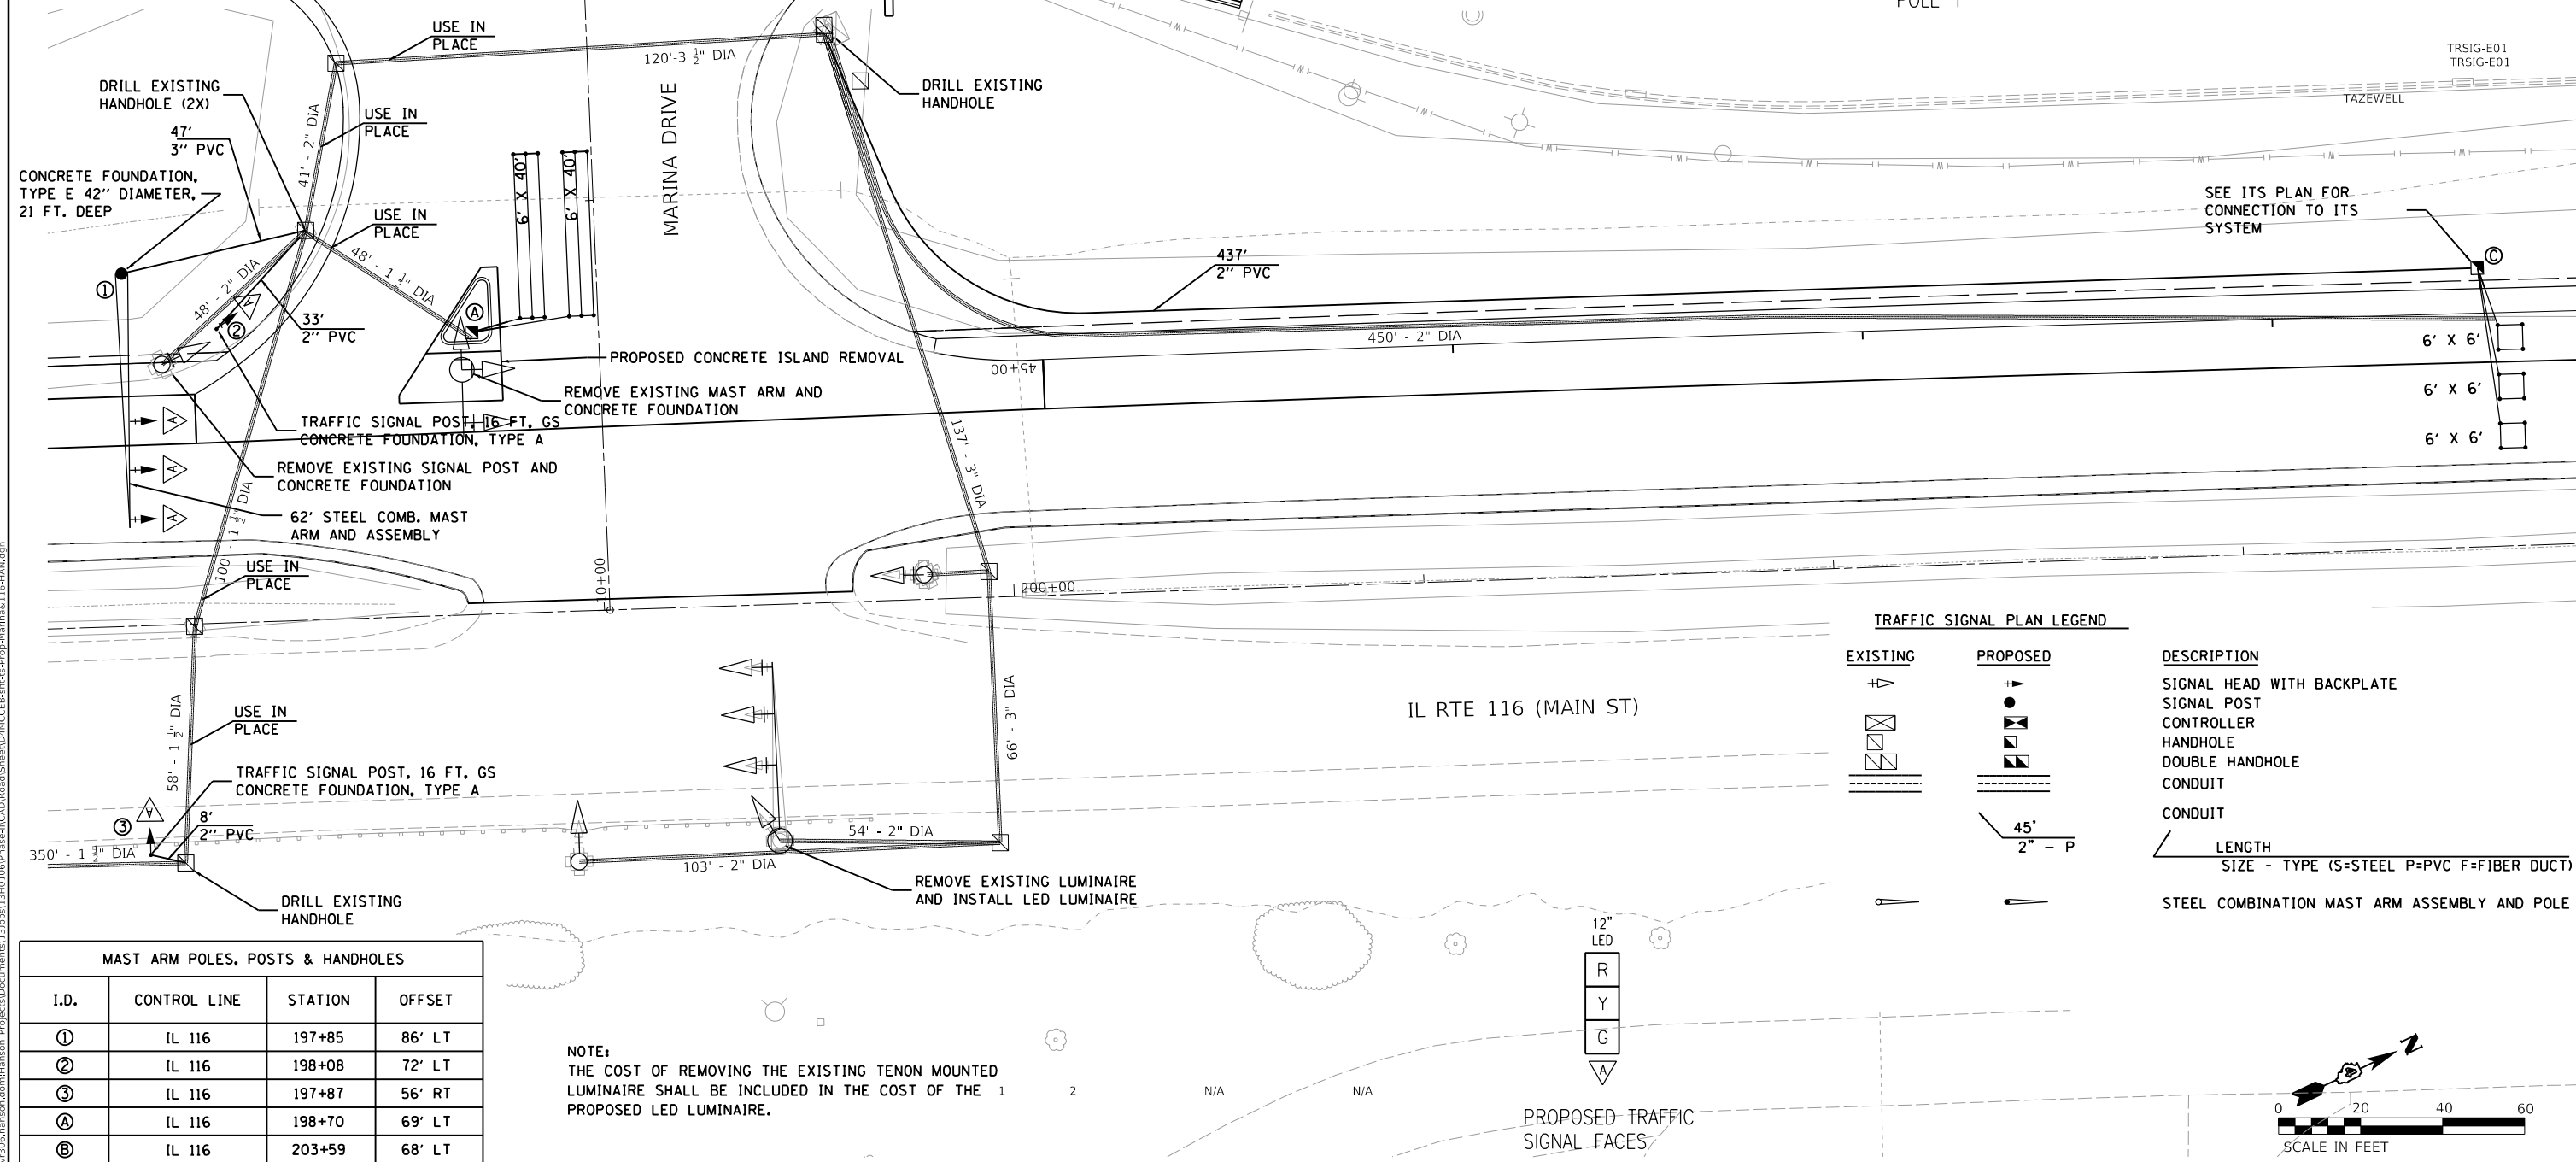 POLE 1
USE IN
PLACE
120'-3 ½" DIA
DRILL EXISTING
HANDHOLE (2X)
USE IN
PLACE
41' - 2" DIA
47'
3" PVC
CONCRETE FOUNDATION,
TYPE E 42" DIAMETER,
21 FT. DEEP
USE IN
PLACE
48' - 1 ½" DIA
48' - 2" DIA
1
2
A
33'
2" PVC
A
6' X 40'
6' X 40'
MARINA DRIVE
DRILL EXISTING
HANDHOLE
437'
2" PVC
450' - 2" DIA
TRSIG-E01
TRSIG-E01
TAZEWELL
SEE ITS PLAN FOR
CONNECTION TO ITS
SYSTEM
C
6' X 6'
6' X 6'
6' X 6'
PROPOSED CONCRETE ISLAND REMOVAL
REMOVE EXISTING MAST ARM AND
CONCRETE FOUNDATION
45+00
TRAFFIC SIGNAL POST, 16 FT, GS
CONCRETE FOUNDATION, TYPE A
REMOVE EXISTING SIGNAL POST AND
CONCRETE FOUNDATION
62' STEEL COMB. MAST
ARM AND ASSEMBLY
A
A
A
100' - 1 ½" DIA
137' - 3" DIA
USE IN
PLACE
10+00
200+00
58' - 1 ½" DIA
USE IN
PLACE
66' - 3" DIA
IL RTE 116 (MAIN ST)
TRAFFIC SIGNAL POST, 16 FT, GS
CONCRETE FOUNDATION, TYPE A
3
A
8'
2" PVC
350' - 1 ½" DIA
54' - 2" DIA
103' - 2" DIA
DRILL EXISTING
HANDHOLE
REMOVE EXISTING LUMINAIRE
AND INSTALL LED LUMINAIRE
TRAFFIC SIGNAL PLAN LEGEND
EXISTING PROPOSED DESCRIPTION
SIGNAL HEAD WITH BACKPLATE
SIGNAL POST
CONTROLLER
HANDHOLE
DOUBLE HANDHOLE
CONDUIT
CONDUIT
45'
2" - P
LENGTH
SIZE - TYPE (S=STEEL P=PVC F=FIBER DUCT)
STEEL COMBINATION MAST ARM ASSEMBLY AND POLE
MAST ARM POLES, POSTS & HANDHOLES
I.D. CONTROL LINE STATION OFFSET
1 IL 116 197+85 86' LT
2 IL 116 198+08 72' LT
3 IL 116 197+87 56' RT
A IL 116 198+70 69' LT
B IL 116 203+59 68' LT
NOTE:
THE COST OF REMOVING THE EXISTING TENON MOUNTED
LUMINAIRE SHALL BE INCLUDED IN THE COST OF THE
PROPOSED LED LUMINAIRE.
1 2 N/A N/A
12"
LED
R
Y
G
A
PROPOSED TRAFFIC
SIGNAL FACES
N
0 20 40 60
SCALE IN FEET